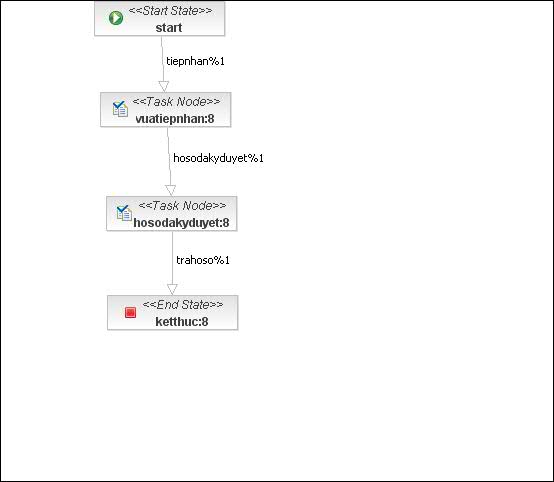 <<Start State>>
start
tiepnhan%1
<<Task Node>>
vuatiepnhan:8
hosodakyduyet%1
<<Task Node>>
hosodakyduyet:8
trahoso%1
<<End State>>
ketthuc:8